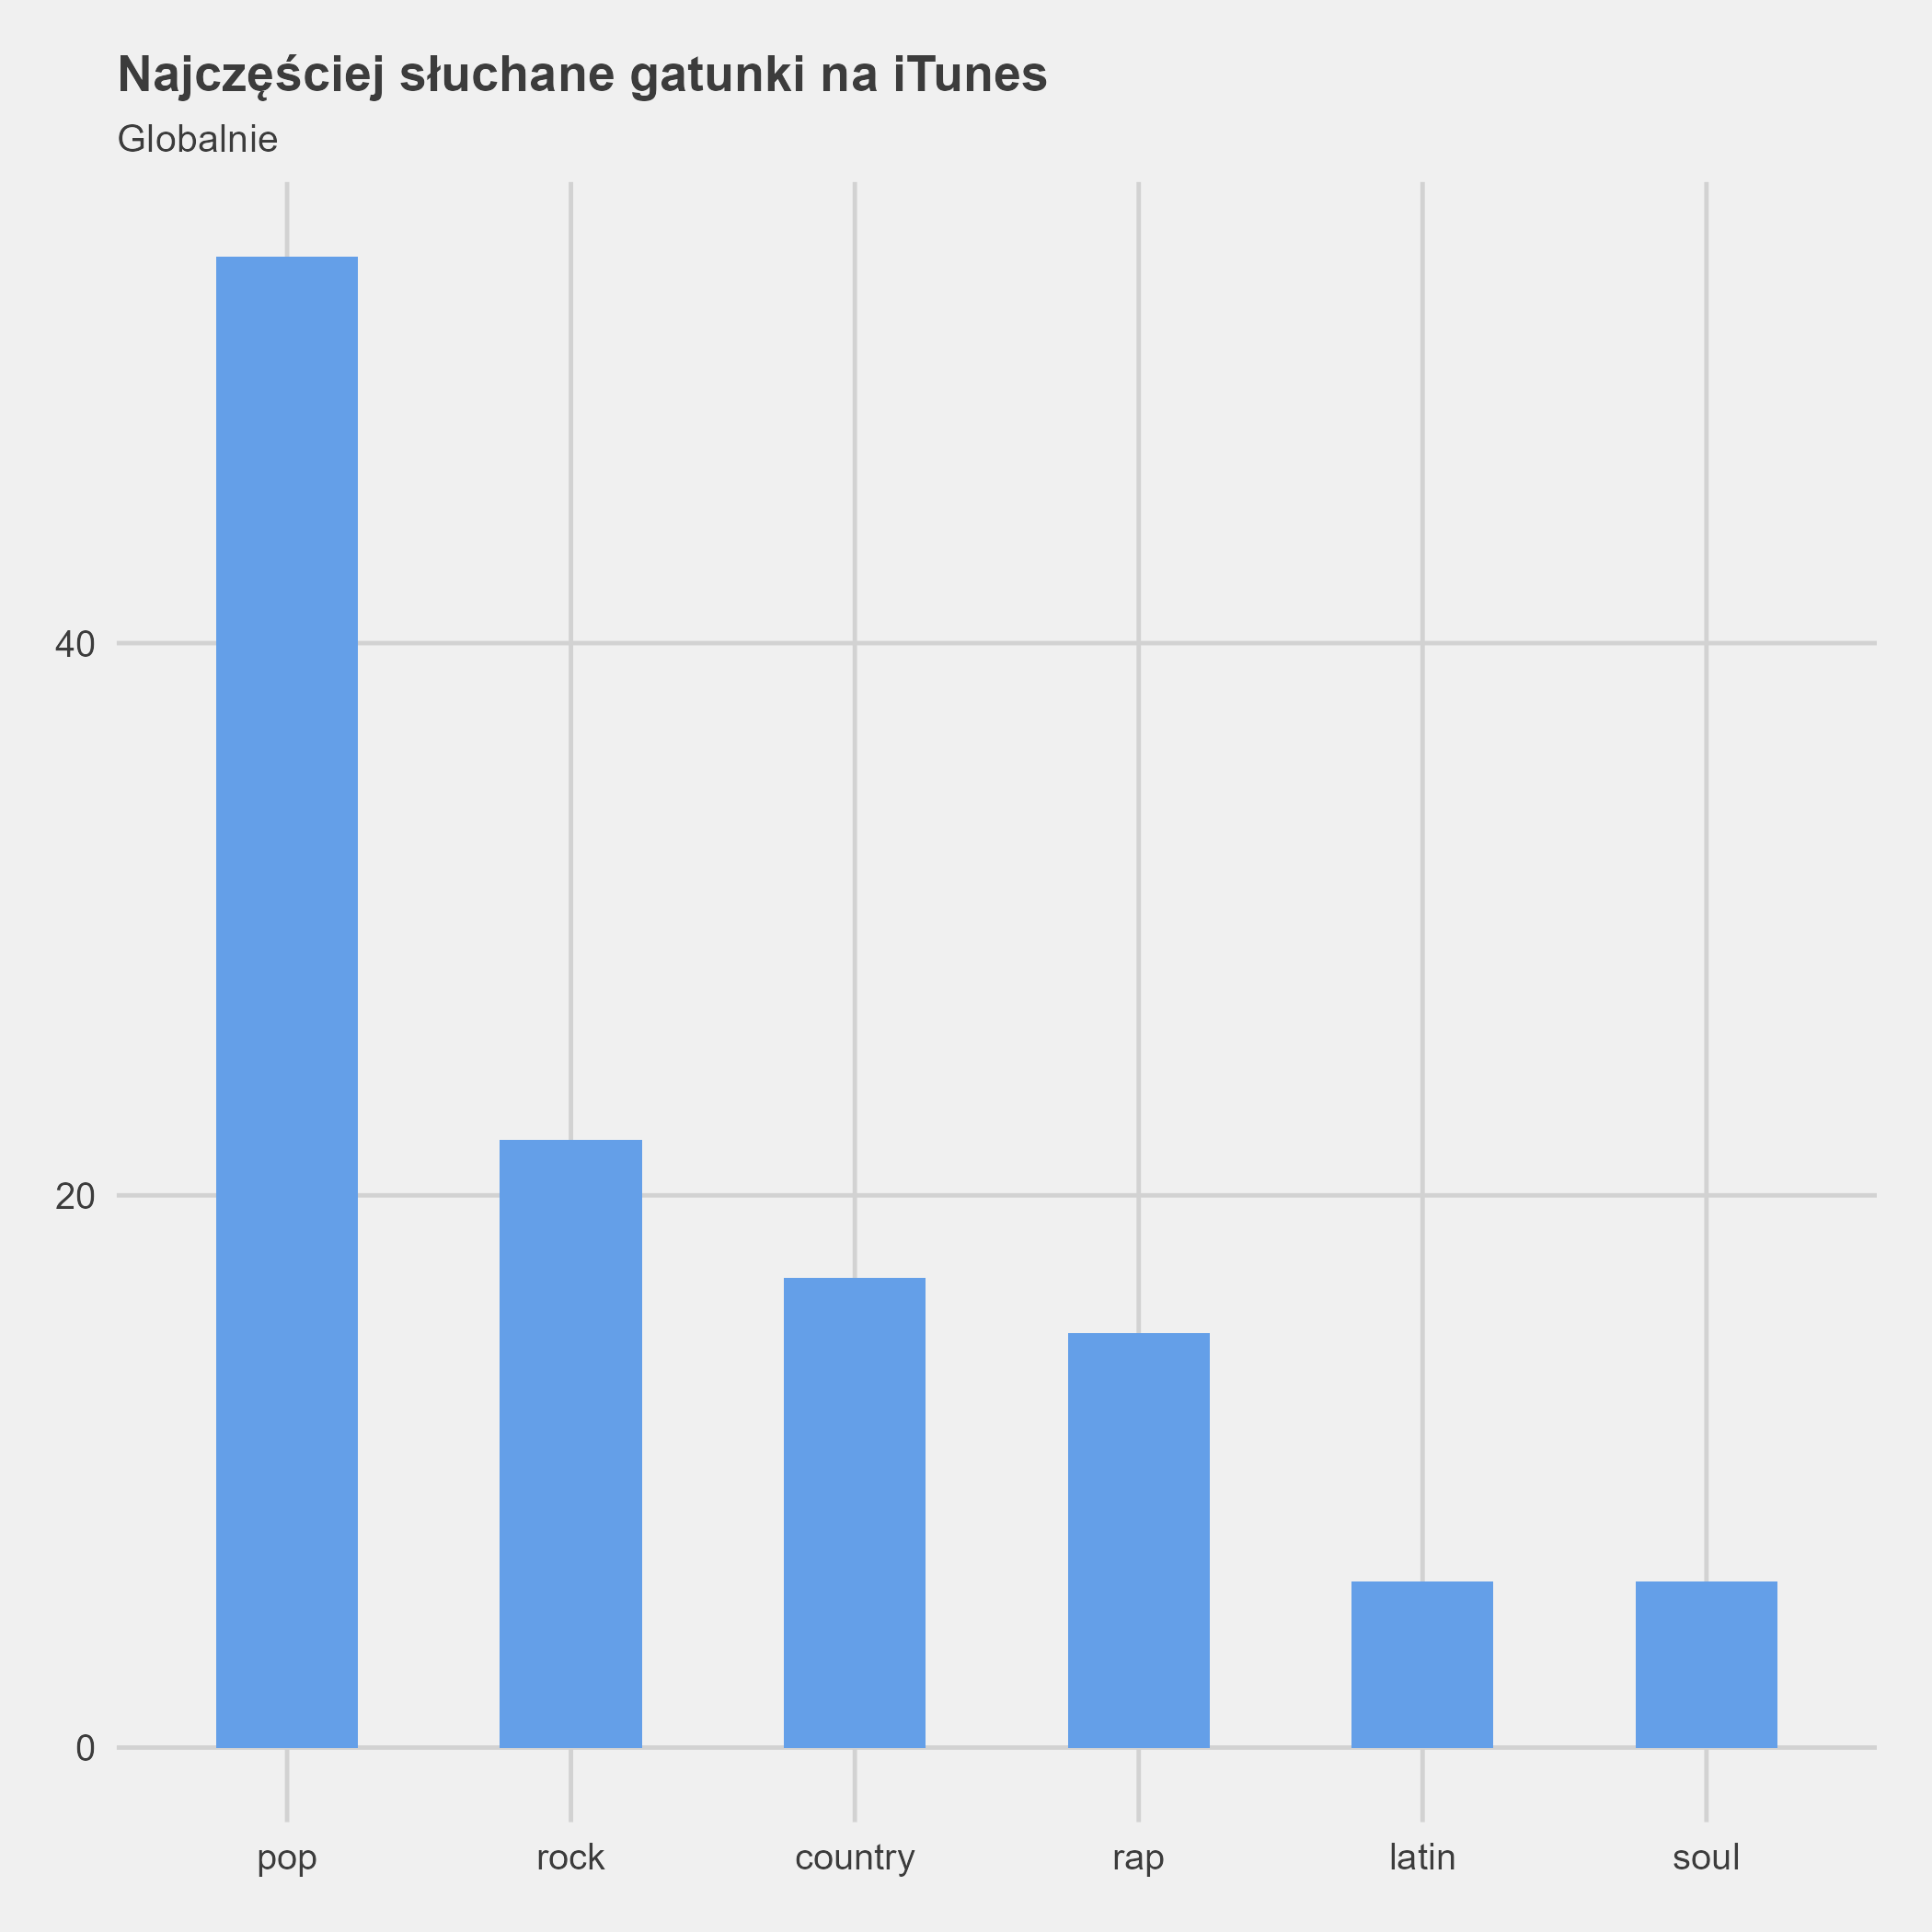 Najczęściej słuchane gatunki na iTunes
Globalnie
40
20
0
pop rock country rap latin soul